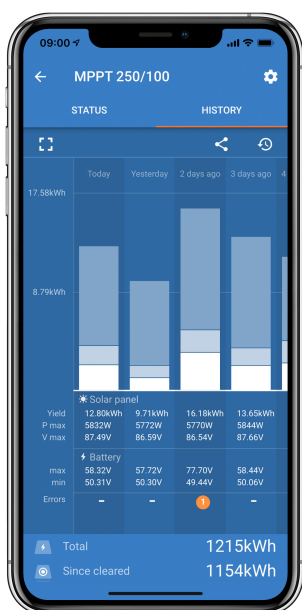 09:00
MPPT 250/100
STATUS HISTORY
Today Yesterday 2 days ago 3 days ago 4
17.58kWh
8.79kWh
Solar panel
Yield 12.80kWh 9.71kWh 16.18kWh 13.65kWh
P max 5832W 5772W 5770W 5844W
V max 87.49V 86.59V 86.54V 87.66V
Battery
max 58.32V 57.72V 77.70V 58.44V
min 50.31V 50.30V 49.44V 50.06V
Errors – – 1 –
Total 1215kWh
Since cleared 1154kWh